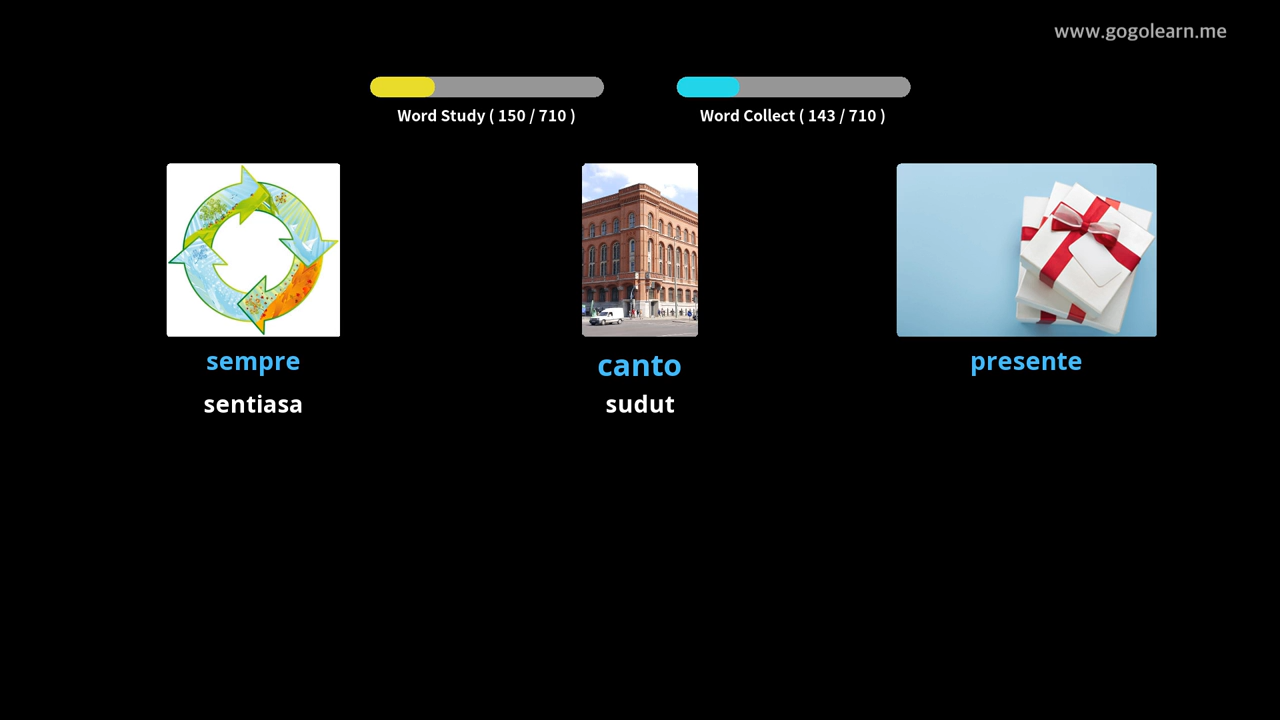 www.gogolearn.me
Word Study ( 150 / 710 )
Word Collect ( 143 / 710 )
sempre
sentiasa
canto
sudut
presente